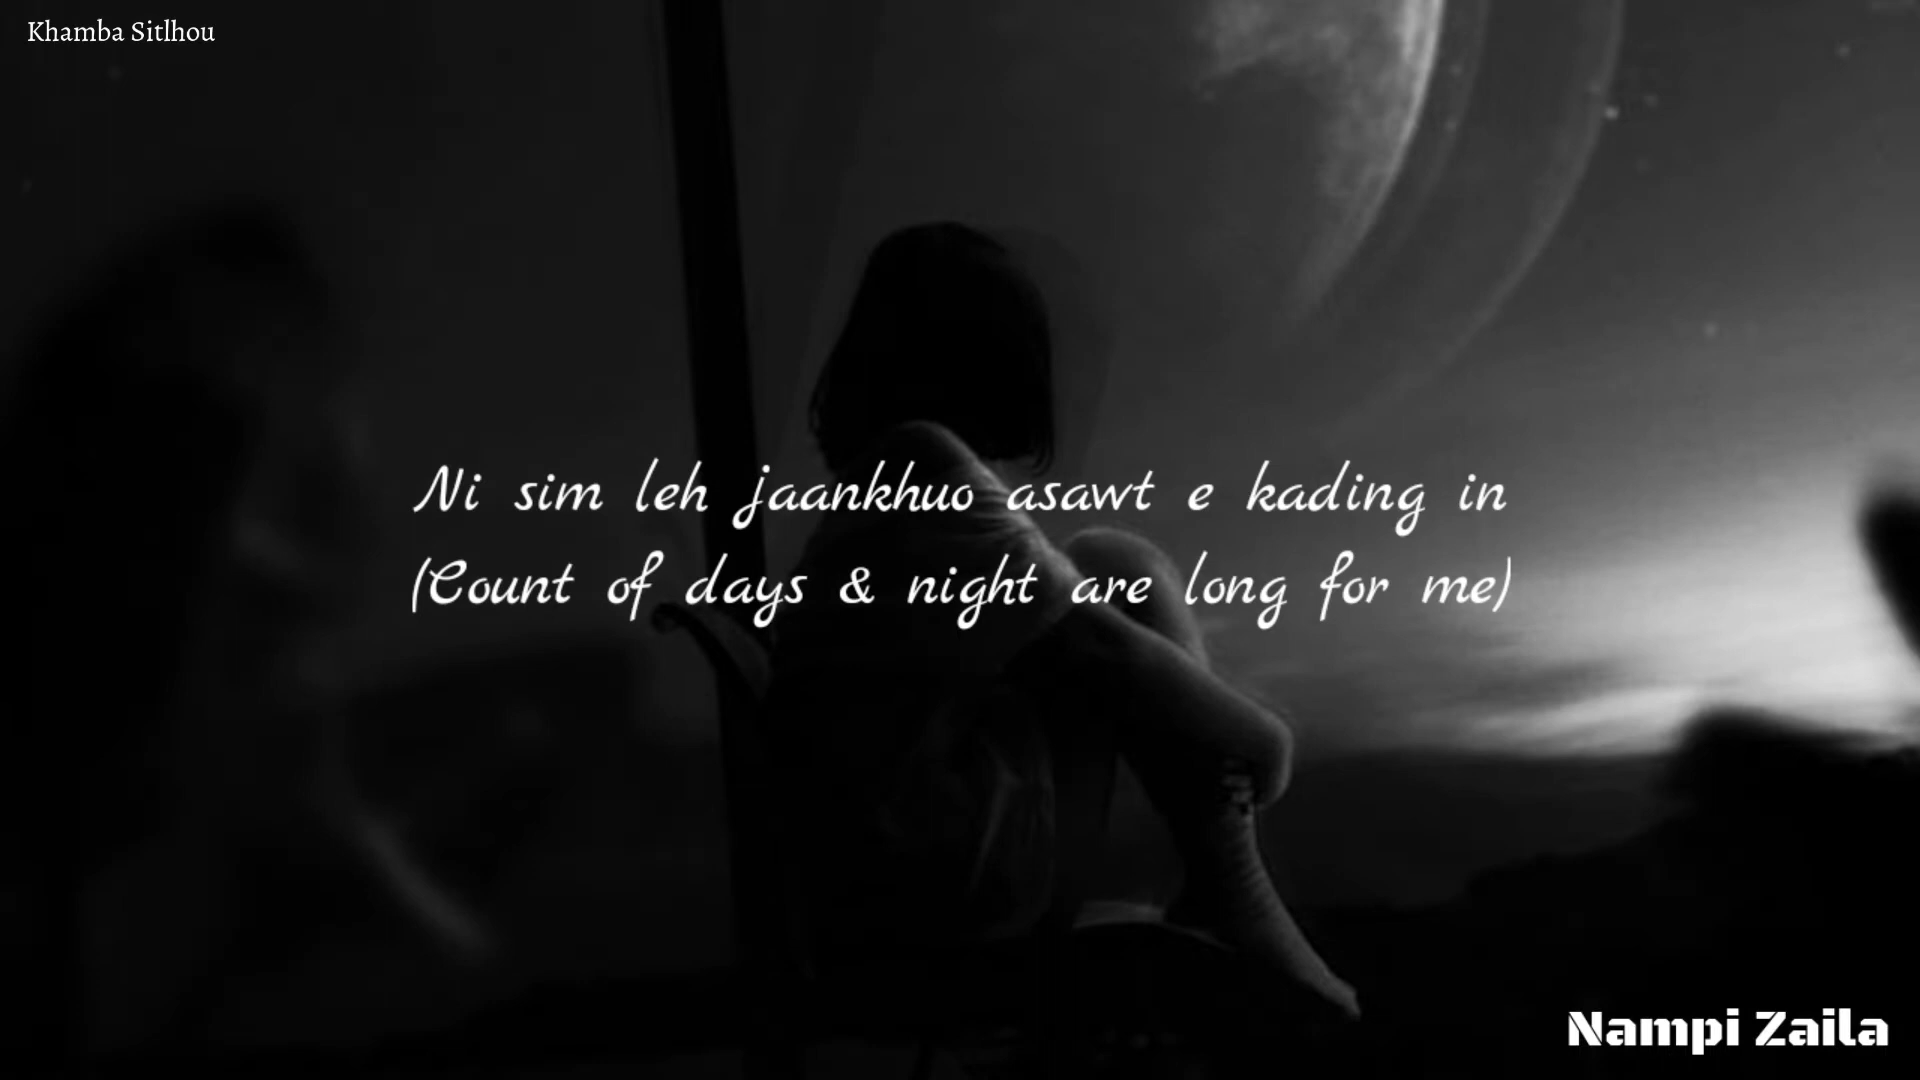 Khamba Sitlhou
Ni sim leh jaankhuo asawt e kading in
(Count of days & night are long for me)
Nampi Zaila